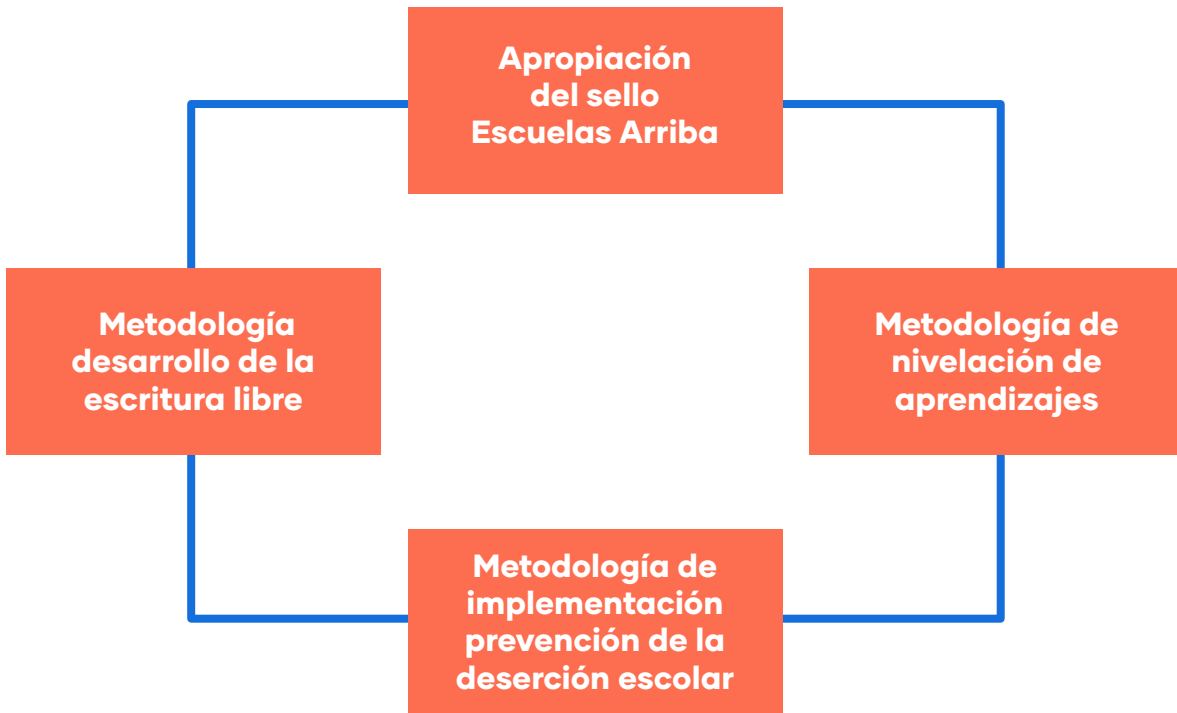 Apropiación
del sello
Escuelas Arriba
Metodología
desarrollo de la
escritura libre
Metodología de
nivelación de
aprendizajes
Metodología de
implementación
prevención de la
deserción escolar